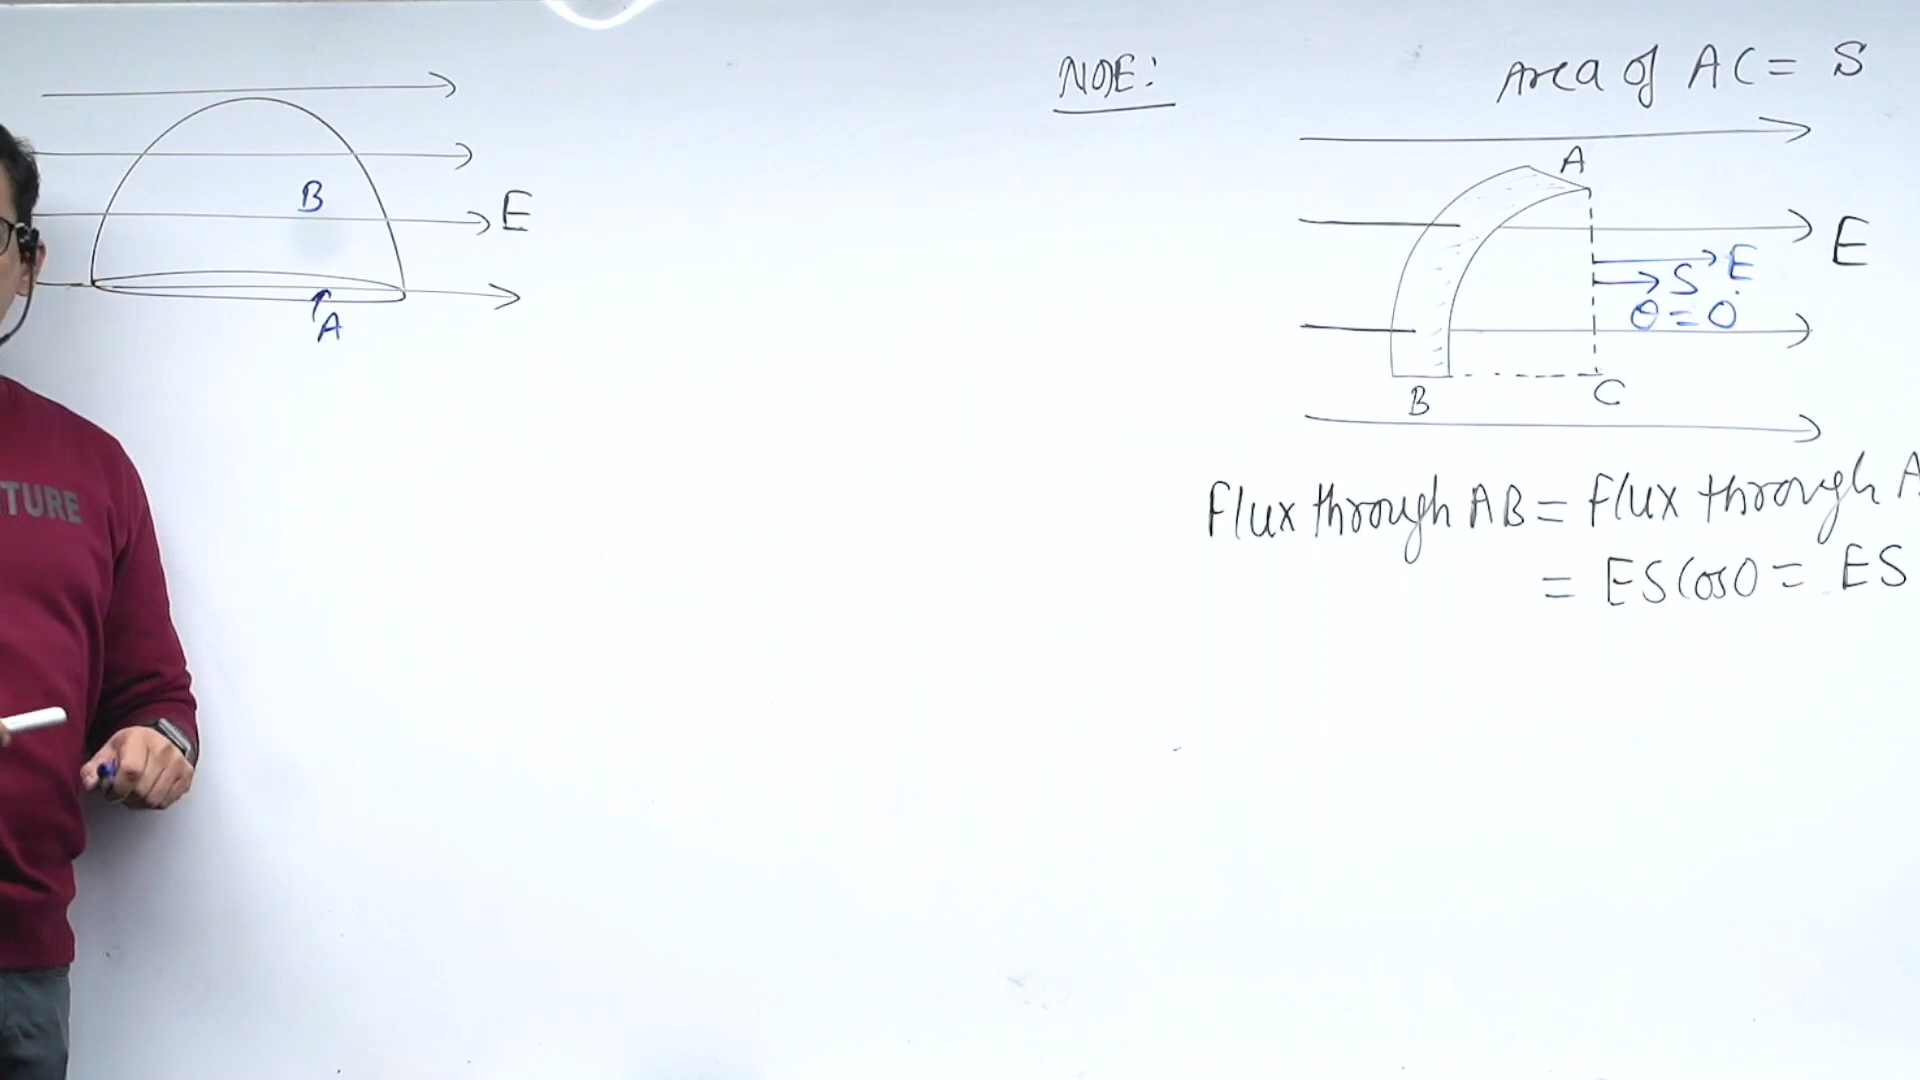 B
E
A
NOTE:
Area of AC = S
A
E
E
S
θ = 0
B
C
Flux through AB = Flux through A
= ES Cos0 = ES
TURE